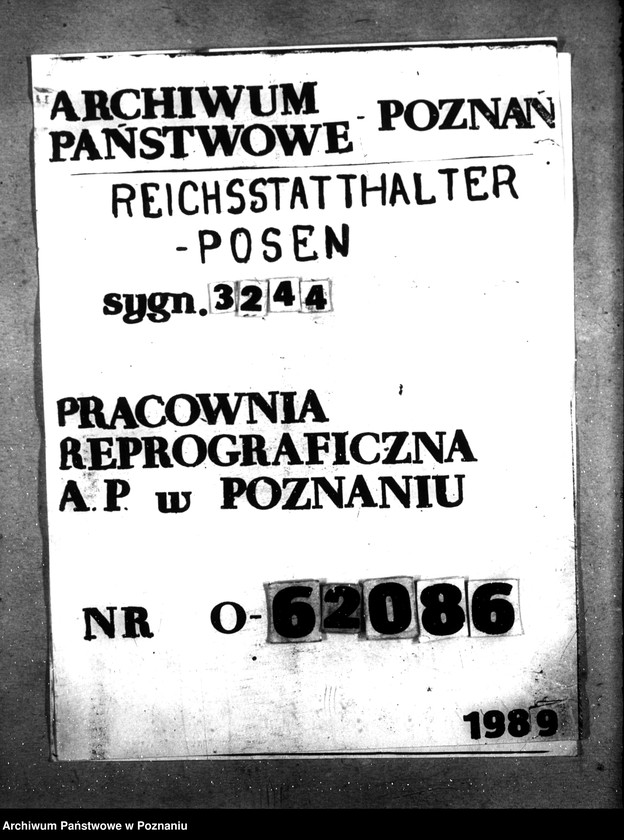 ARCHIWUM
PAŃSTWOWE - POZNAŃ
REICHSSTATTHALTER
-POSEN
sygn. 3244
PRACOWNIA
REPROGRAFICZNA
A.P. w POZNANIU
NR O-62086
1989
Archiwum Państwowe w Poznaniu